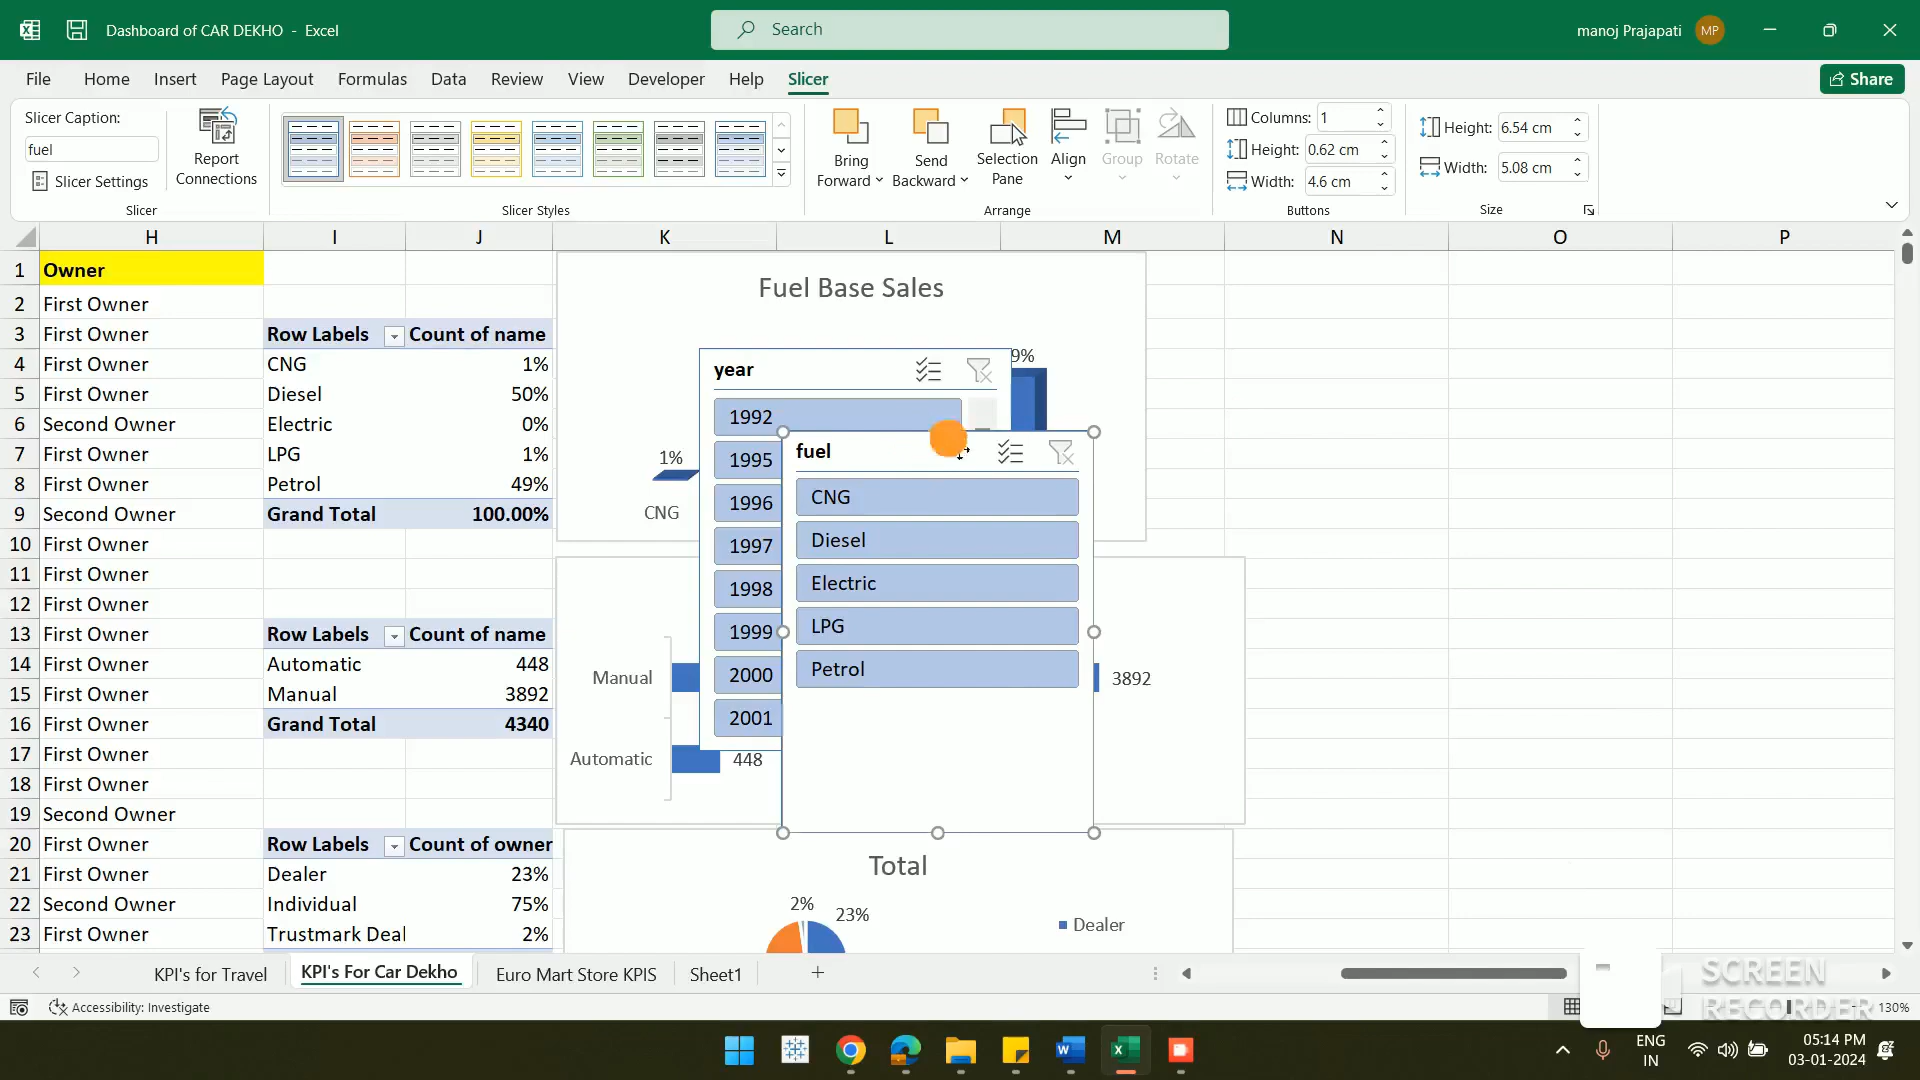 Dashboard of CAR DEKHO - Excel
Search
manoj Prajapati MP
File Home Insert Page Layout Formulas Data Review View Developer Help Slicer
Share
Slicer Caption:
fuel
Slicer Settings
Report Connections
Slicer
Slicer Styles
Bring Forward
Send Backward
Selection Pane
Align
Group
Rotate
Arrange
Columns: 1
Height: 0.62 cm
Width: 4.6 cm
Buttons
Height: 6.54 cm
Width: 5.08 cm
Size
H I J K L M N O P
1 Owner
2 First Owner
3 First Owner Row Labels Count of name
4 First Owner CNG 1%
5 First Owner Diesel 50%
6 Second Owner Electric 0%
7 First Owner LPG 1%
8 First Owner Petrol 49%
9 Second Owner Grand Total 100.00%
10 First Owner
11 First Owner
12 First Owner
13 First Owner Row Labels Count of name
14 First Owner Automatic 448
15 First Owner Manual 3892
16 First Owner Grand Total 4340
17 First Owner
18 First Owner
19 Second Owner
20 First Owner Row Labels Count of owner
21 First Owner Dealer 23%
22 Second Owner Individual 75%
23 First Owner Trustmark Deal 2%
Fuel Base Sales
9%
1%
CNG
year
1992
1995
1996
1997
1998
1999
2000
2001
fuel
CNG
Diesel
Electric
LPG
Petrol
Manual 3892
Automatic 448
Total
2%
23%
Dealer
KPI's for Travel KPI's For Car Dekho Euro Mart Store KPIS Sheet1
Accessibility: Investigate
130%
SCREEN
RECORDER
ENG
IN
05:14 PM
03-01-2024